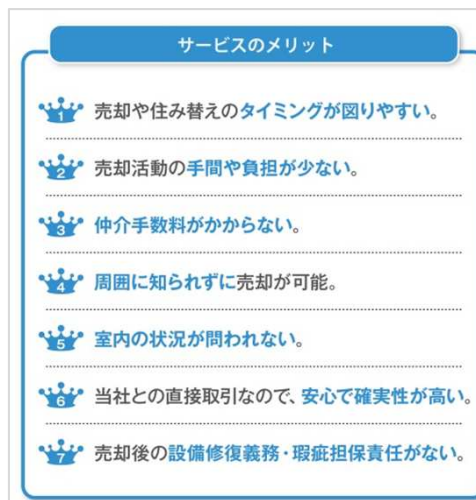 サービスのメリット
1 売却や住み替えのタイミングが図りやすい。
2 売却活動の手間や負担が少ない。
3 仲介手数料がかからない。
4 周囲に知られずに売却が可能。
5 室内の状況が問われない。
6 当社との直接取引なので、安心で確実性が高い。
7 売却後の設備修復義務・瑕疵担保責任がない。